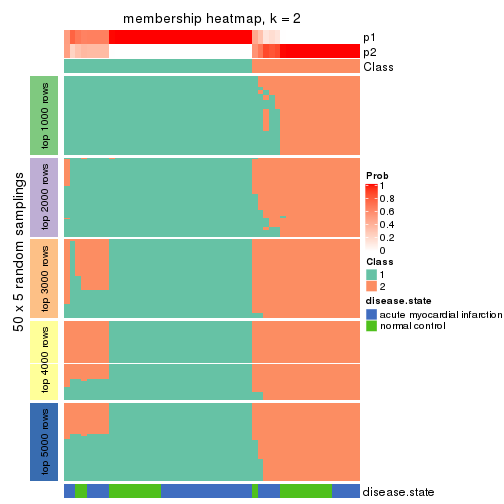 membership heatmap, k = 2
p1
p2
Class
50 x 5 random samplings
top 1000 rows
top 2000 rows
top 3000 rows
top 4000 rows
top 5000 rows
Prob
1
0.8
0.6
0.4
0.2
0
Class
1
2
disease.state
acute myocardial infarction
normal control
disease.state